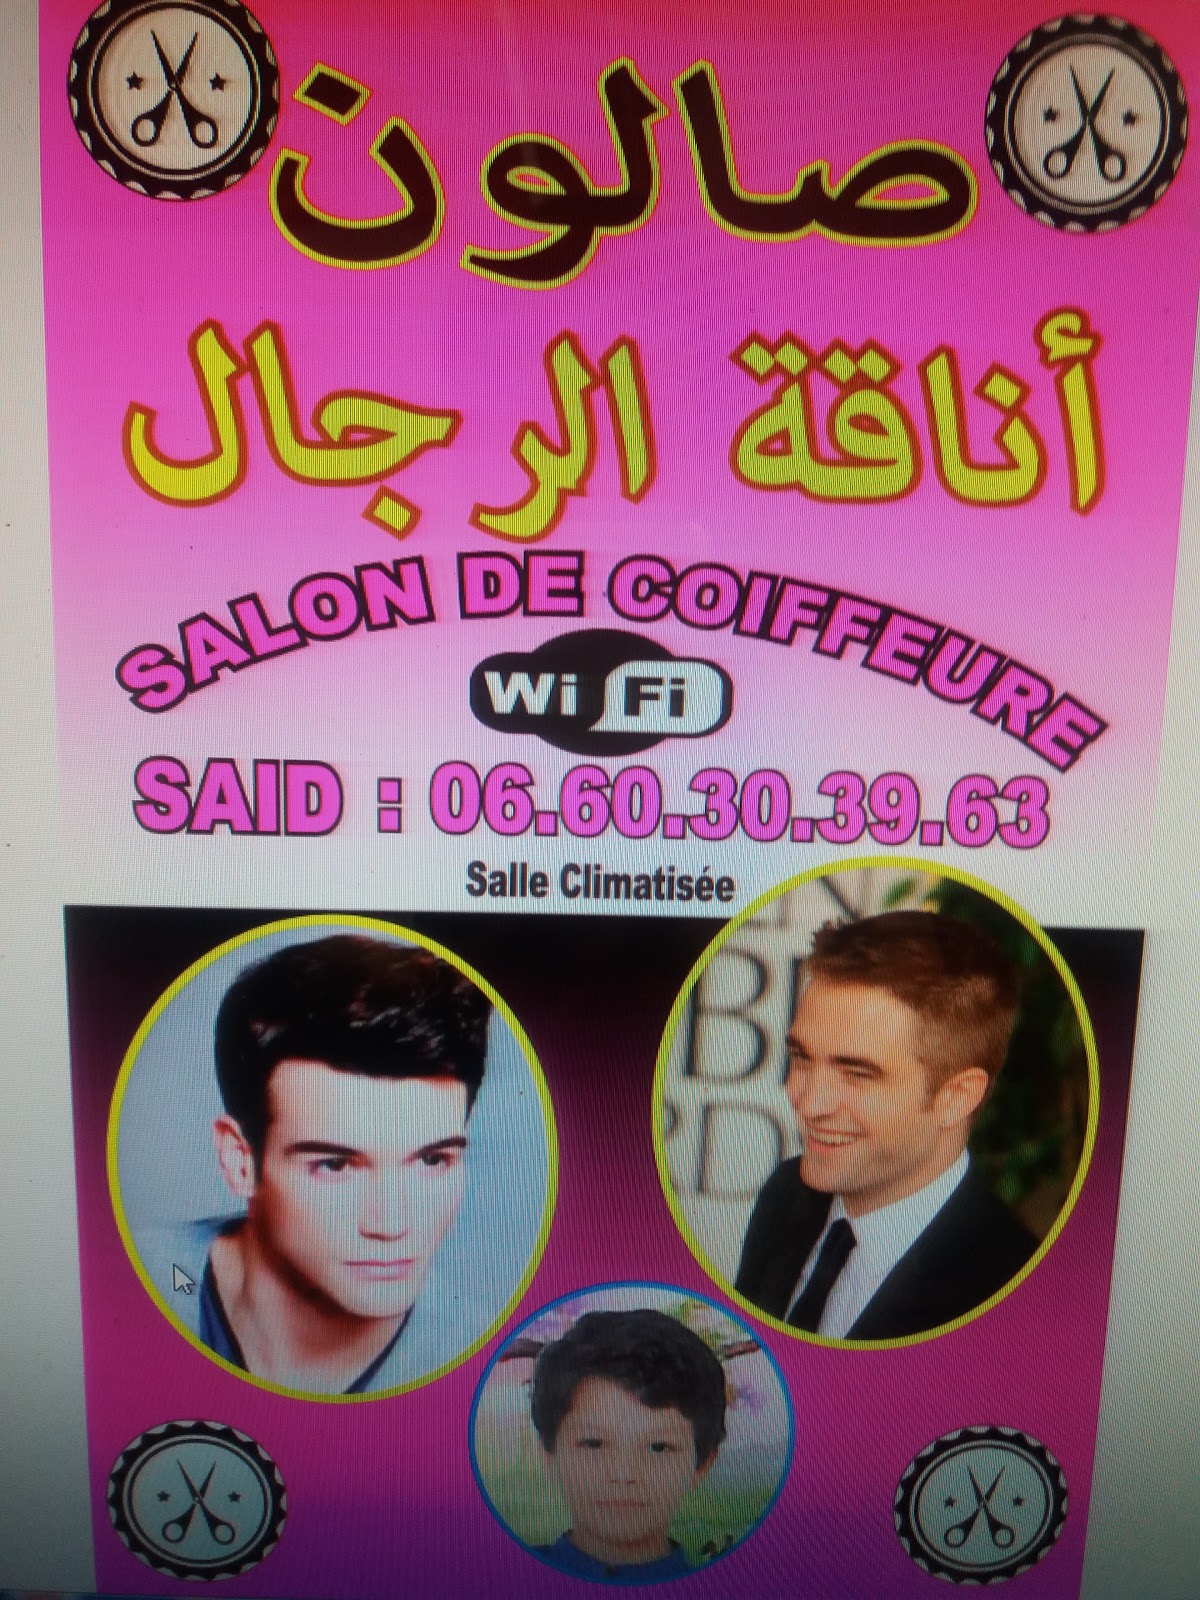 صالون
أناقة الرجال
SALON DE COIFFEURE
Wi Fi
SAID : 06.60.30.39.63
Salle Climatisée